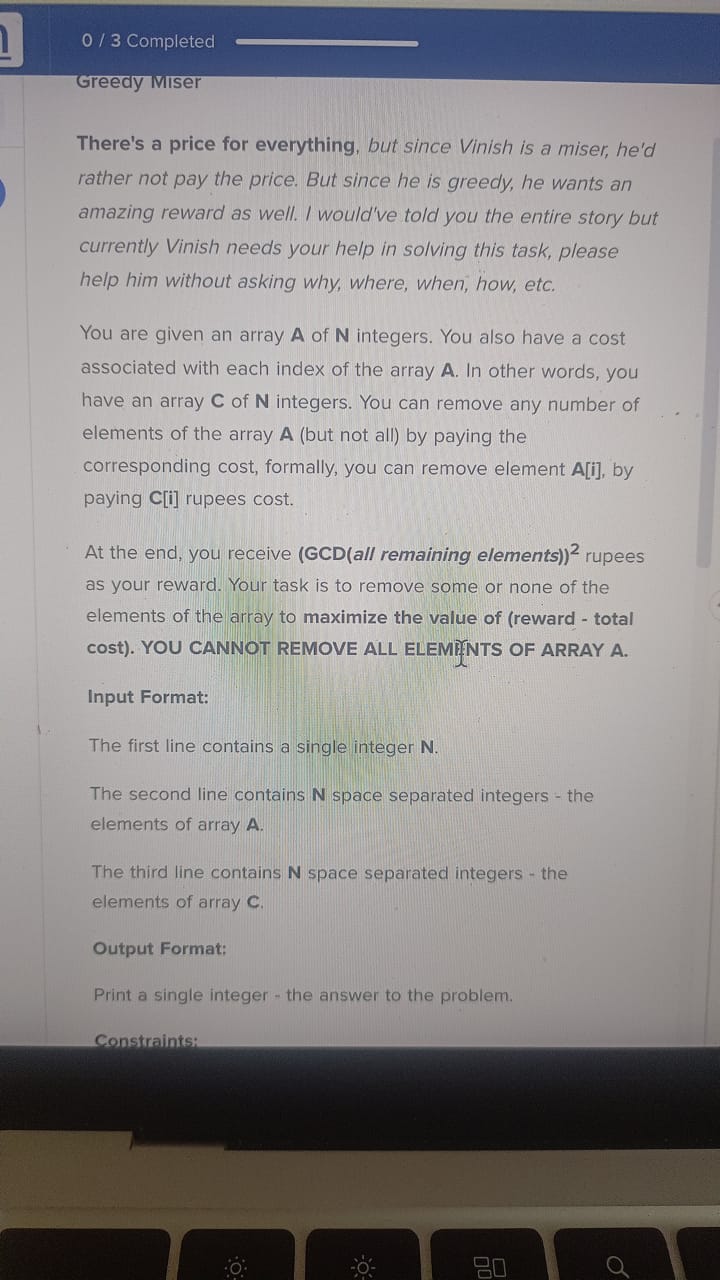 0 / 3 Completed
Greedy Miser
There's a price for everything, but since Vinish is a miser, he'd
rather not pay the price. But since he is greedy, he wants an
amazing reward as well. I would've told you the entire story but
currently Vinish needs your help in solving this task, please
help him without asking why, where, when, how, etc.
You are given an array A of N integers. You also have a cost
associated with each index of the array A. In other words, you
have an array C of N integers. You can remove any number of
elements of the array A (but not all) by paying the
corresponding cost, formally, you can remove element A[i], by
paying C[i] rupees cost.
At the end, you receive (GCD(all remaining elements))² rupees
as your reward. Your task is to remove some or none of the
elements of the array to maximize the value of (reward - total
cost). YOU CANNOT REMOVE ALL ELEMENTS OF ARRAY A.
Input Format:
The first line contains a single integer N.
The second line contains N space separated integers - the
elements of array A.
The third line contains N space separated integers - the
elements of array C.
Output Format:
Print a single integer - the answer to the problem.
Constraints: